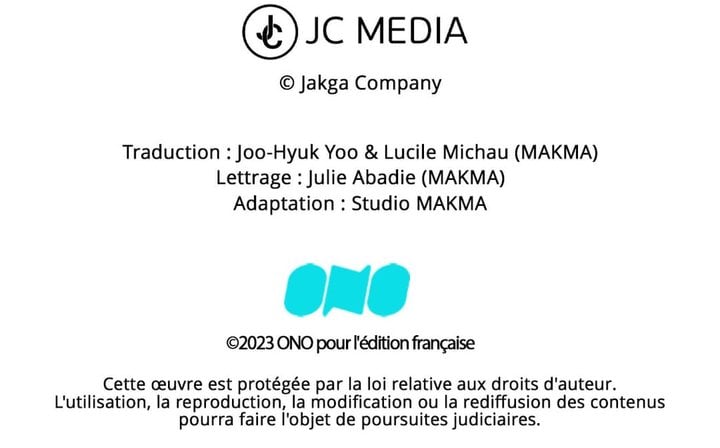 JC JC MEDIA
© Jakga Company
Traduction : Joo-Hyuk Yoo & Lucile Michau (MAKMA)
Lettrage : Julie Abadie (MAKMA)
Adaptation : Studio MAKMA
ONO
©2023 ONO pour l'édition française
Cette œuvre est protégée par la loi relative aux droits d'auteur.
L'utilisation, la reproduction, la modification ou la rediffusion des contenus
pourra faire l'objet de poursuites judiciaires.